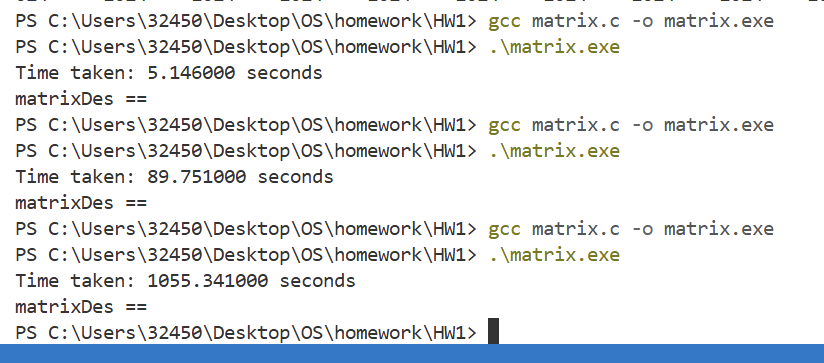 PS C:\Users\32450\Desktop\OS\homework\HW1> gcc matrix.c -o matrix.exe
PS C:\Users\32450\Desktop\OS\homework\HW1> .\matrix.exe
Time taken: 5.146000 seconds
matrixDes ==
PS C:\Users\32450\Desktop\OS\homework\HW1> gcc matrix.c -o matrix.exe
PS C:\Users\32450\Desktop\OS\homework\HW1> .\matrix.exe
Time taken: 89.751000 seconds
matrixDes ==
PS C:\Users\32450\Desktop\OS\homework\HW1> gcc matrix.c -o matrix.exe
PS C:\Users\32450\Desktop\OS\homework\HW1> .\matrix.exe
Time taken: 1055.341000 seconds
matrixDes ==
PS C:\Users\32450\Desktop\OS\homework\HW1>